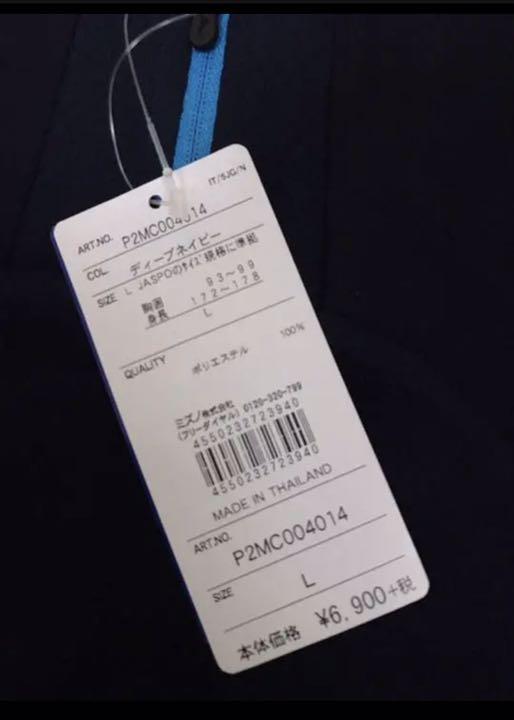 IT/SJG/N
ART.NO. P2MC004014
COL. ディープネイビー
SIZE L JASPOのサイズ規格に準拠
胸囲 93～99
身長 172～178
L
QUALITY
ポリエステル 100%
ミズノ株式会社
(フリーダイヤル) 0120-320-799
4550232723940
4550232723940
MADE IN THAILAND
ART.NO.
P2MC004014
SIZE L
本体価格 ¥6,900+税